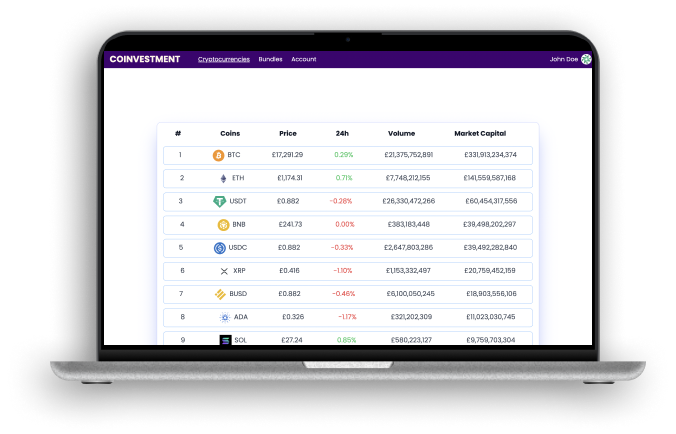 COINVESTMENT Cryptocurrencies Bundles Account John Doe
# Coins Price 24h Volume Market Capital
1 BTC £17,291.29 0.29% £21,375,752,891 £331,913,234,374
2 ETH £1,174.31 0.71% £7,748,212,155 £141,559,587,168
3 USDT £0.882 -0.28% £26,330,472,266 £60,454,317,556
4 BNB £241.73 0.00% £383,183,448 £39,498,202,297
5 USDC £0.882 -0.33% £2,647,803,286 £39,492,282,840
6 XRP £0.416 -1.10% £1,153,332,497 £20,759,452,159
7 BUSD £0.882 -0.46% £6,100,050,245 £18,903,556,106
8 ADA £0.326 -1.17% £321,202,309 £11,023,030,745
9 SOL £27.24 0.85% £580,223,127 £9,759,703,304